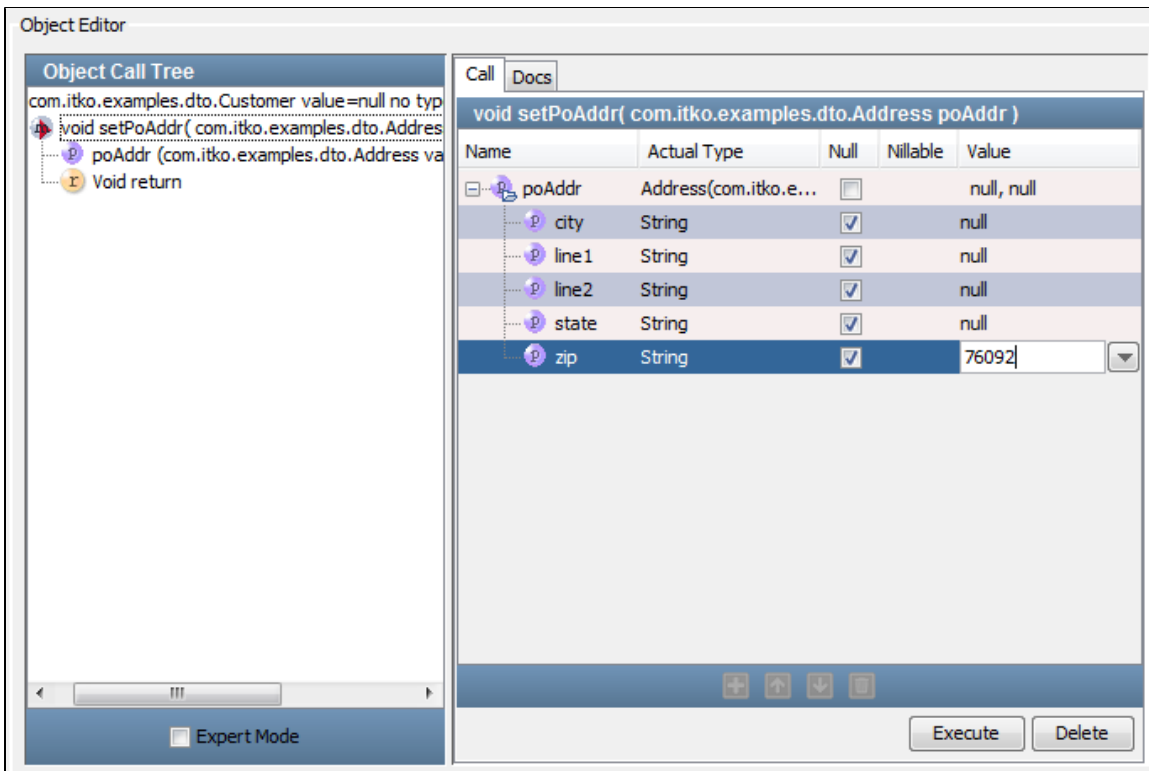 Object Editor
Object Call Tree
com.itko.examples.dto.Customer value=null no typ
void setPoAddr( com.itko.examples.dto.Addres
P poAddr (com.itko.examples.dto.Address va
r Void return
Expert Mode
Call Docs
void setPoAddr( com.itko.examples.dto.Address poAddr )
Name Actual Type Null Nillable Value
P poAddr Address(com.itko.e... null, null
P city String null
P line1 String null
P line2 String null
P state String null
P zip String 76092
Execute Delete